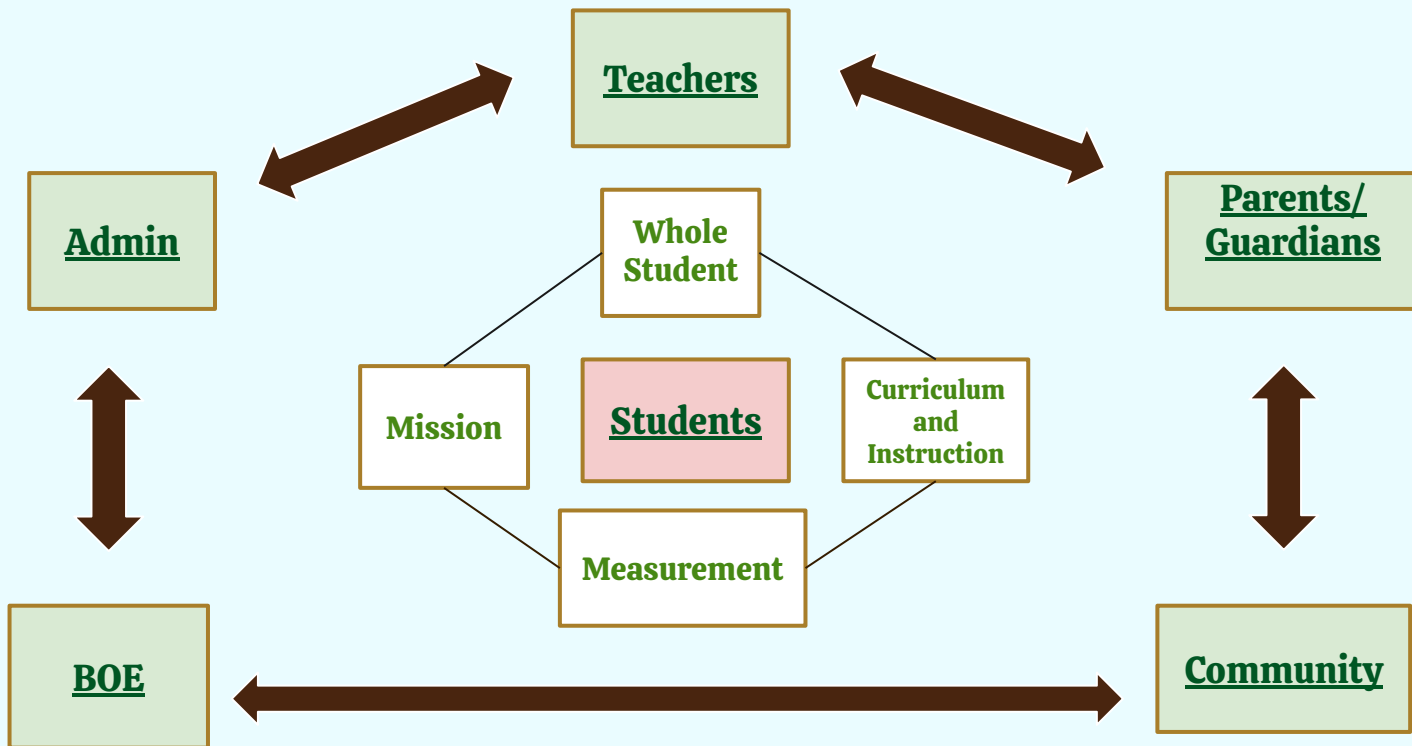 Teachers
Admin
Parents/
Guardians
Whole
Student
Mission
Students
Curriculum
and
Instruction
Measurement
BOE
Community